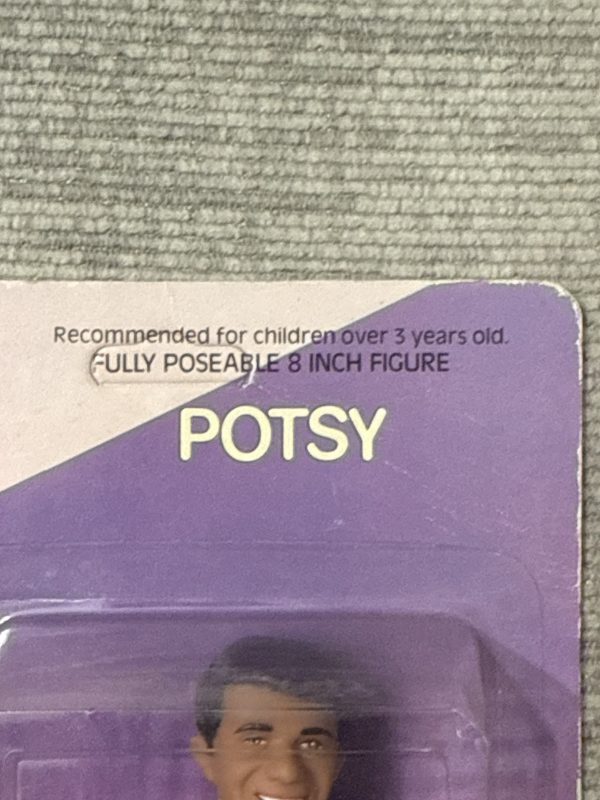 Recommended for children over 3 years old.
FULLY POSEABLE 8 INCH FIGURE
POTSY